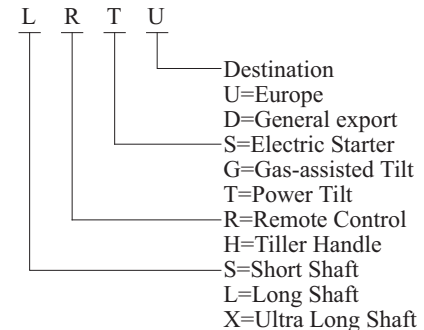 L R T U
Destination
U=Europe
D=General export
S=Electric Starter
G=Gas-assisted Tilt
T=Power Tilt
R=Remote Control
H=Tiller Handle
S=Short Shaft
L=Long Shaft
X=Ultra Long Shaft